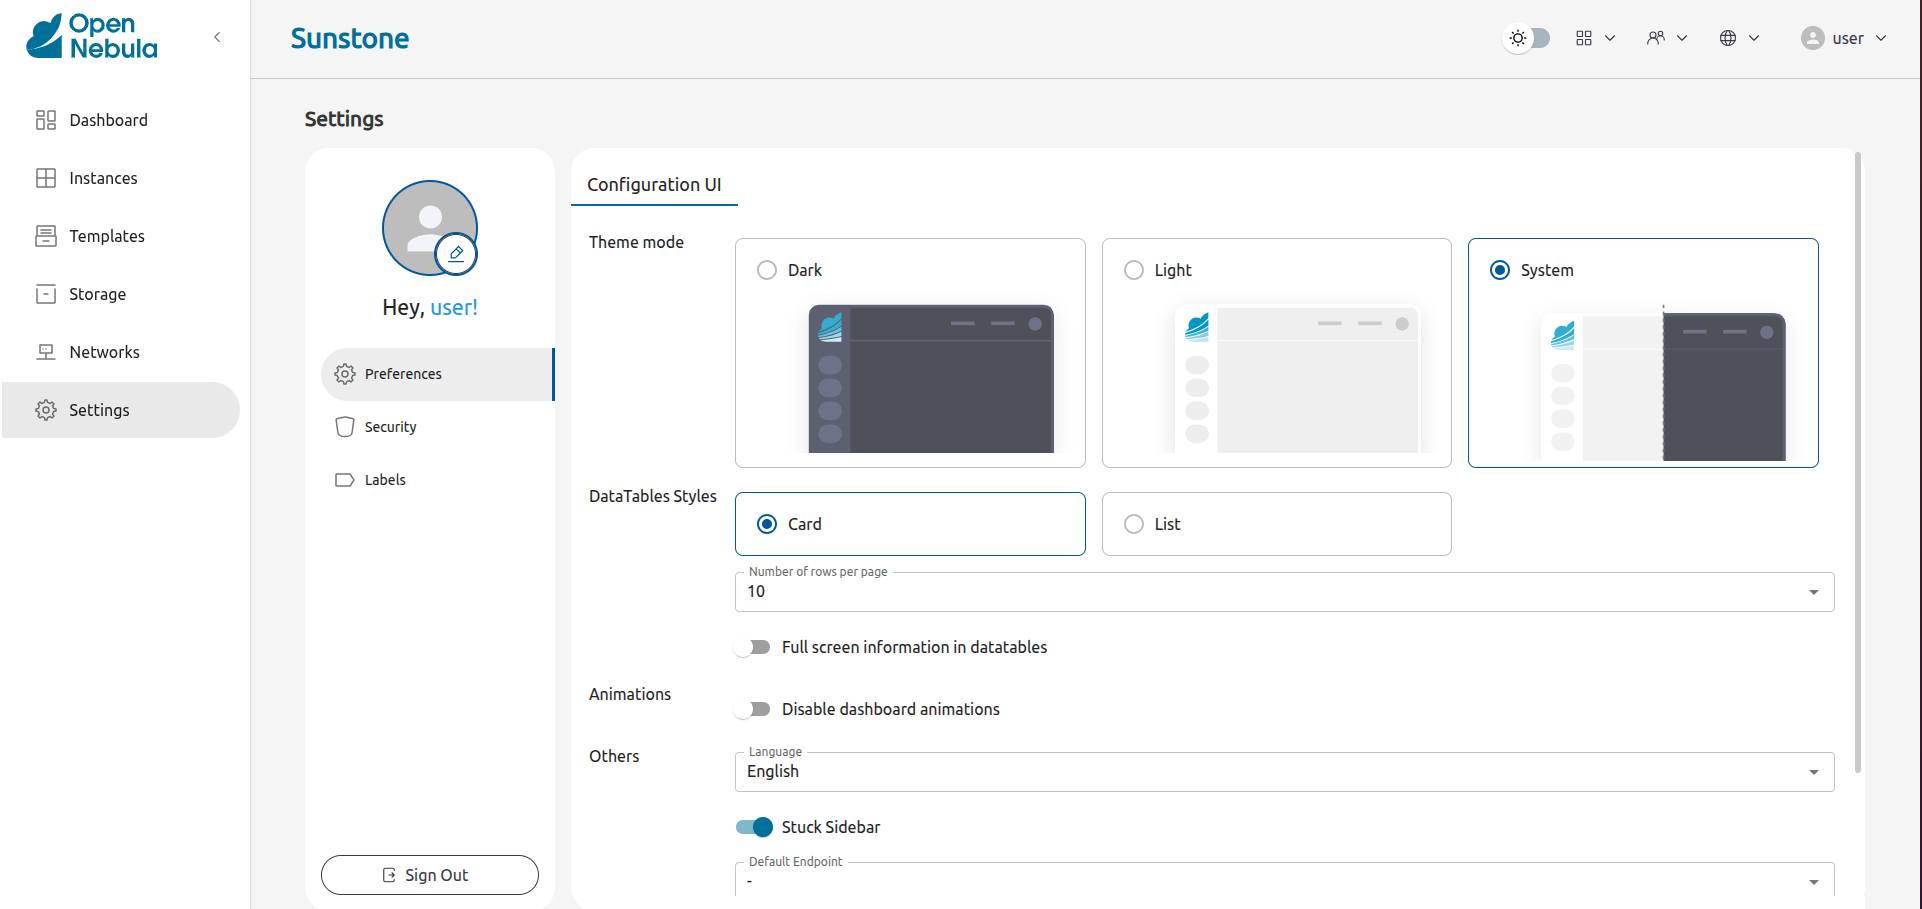 Open
Nebula
Sunstone
user
Dashboard
Instances
Templates
Storage
Networks
Settings
Settings
Hey, user!
Preferences
Security
Labels
Sign Out
Configuration UI
Theme mode
Dark
Light
System
DataTables Styles
Card
List
Number of rows per page
10
Full screen information in datatables
Animations
Disable dashboard animations
Others
Language
English
Stuck Sidebar
Default Endpoint
-